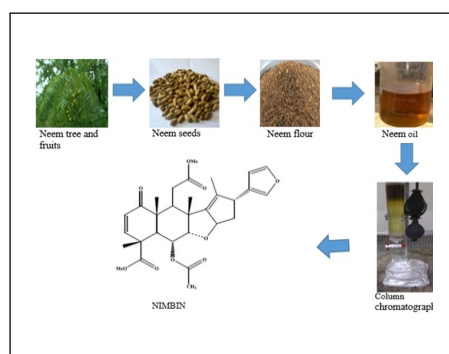 Neem tree and
fruits
Neem seeds
Neem flour
Neem oil
Column
chromatograph
OMe
O
O
O
O
MeO
O
O
O
CH₃
NIMBIN